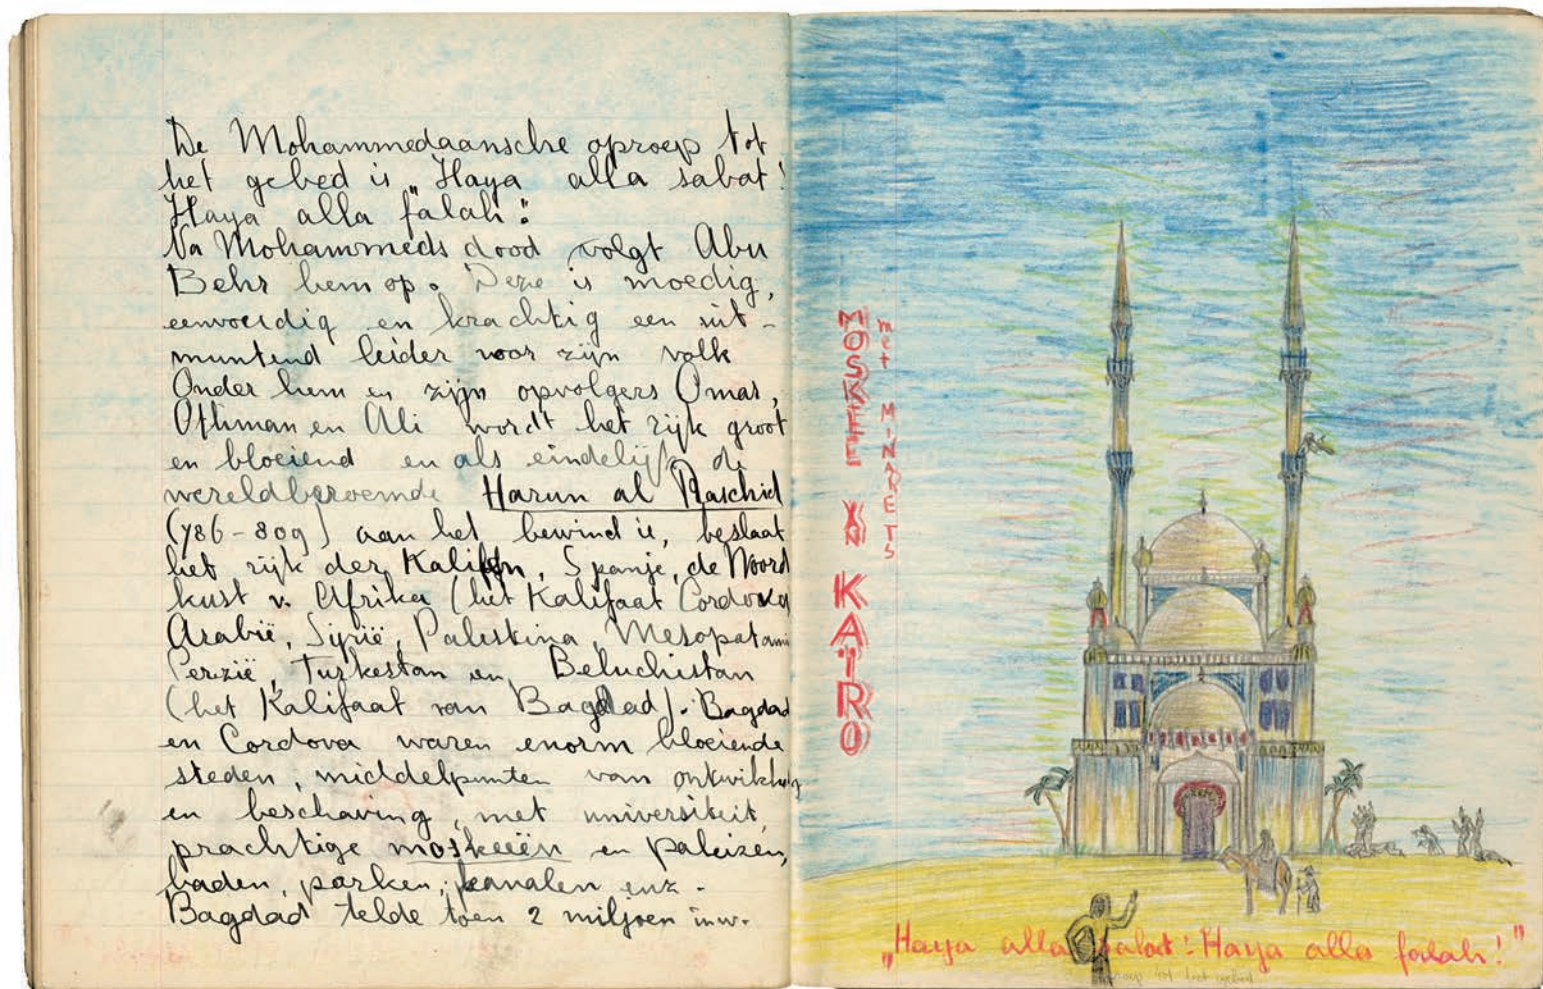 De Mohammedaansche oproep tot
het gebed is „Haya alla sabat!
Haya alla falah":
Na Mohammeds dood volgt Abu
Behr hem op. Deze is moedig,
eenvoudig en krachtig een uit-
muntend leider voor zijn volk
Onder hem en zijn opvolgers Omar,
Othman en Ali wordt het rijk groot
en bloeiend en als eindelijk de
wereldberoemde Harun al Raschid
(786-809) aan het bewind is, beslaat
het rijk der Kalifen, Spanje, de Noord
kust v. Afrika (het Kalifaat Cordova
Arabië, Syrië, Palestina, Mesopotami
Perzië, Turkestan en Beluchistan
(het Kalifaat van Bagdad). Bagdad
en Cordova waren enorm bloeiende
steden, middelpunten van ontwikkeling
en beschaving, met universiteit,
prachtige moskeeën en paleizen,
baden, parken, kanalen enz.
Bagdad telde toen 2 miljoen inw.
MOSKEE IN KAÏRO
met MINARETS
„Haya alla salat! Haya alla falah!"
oproep tot het gebed